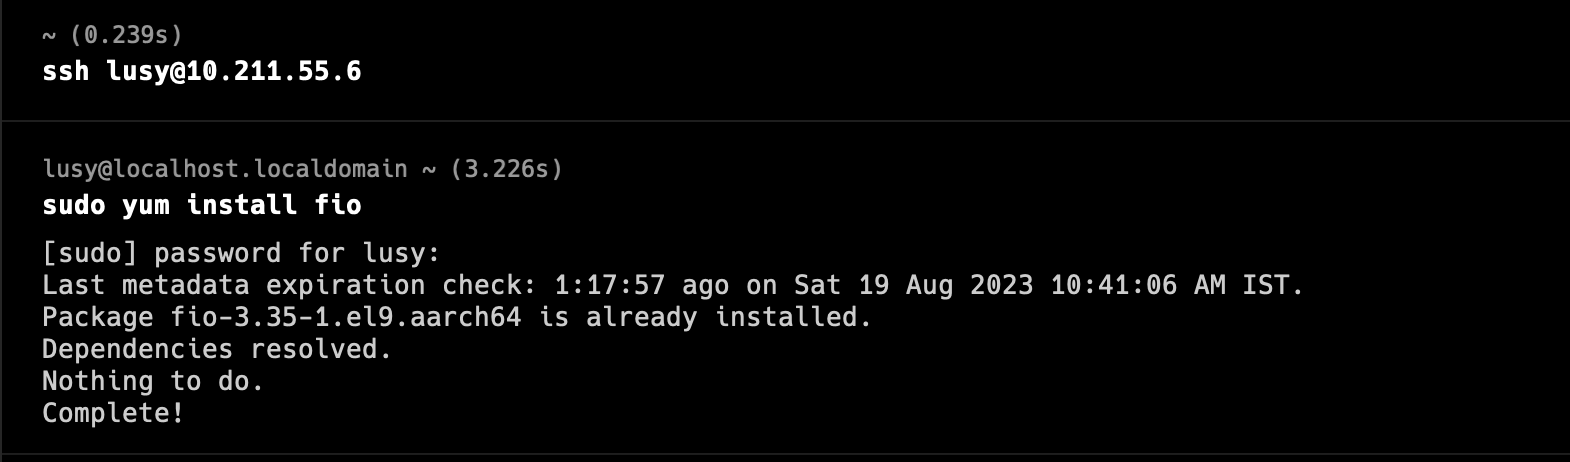 ~ (0.239s)
ssh lusy@10.211.55.6
lusy@localhost.localdomain ~ (3.226s)
sudo yum install fio
[sudo] password for lusy:
Last metadata expiration check: 1:17:57 ago on Sat 19 Aug 2023 10:41:06 AM IST.
Package fio-3.35-1.el9.aarch64 is already installed.
Dependencies resolved.
Nothing to do.
Complete!